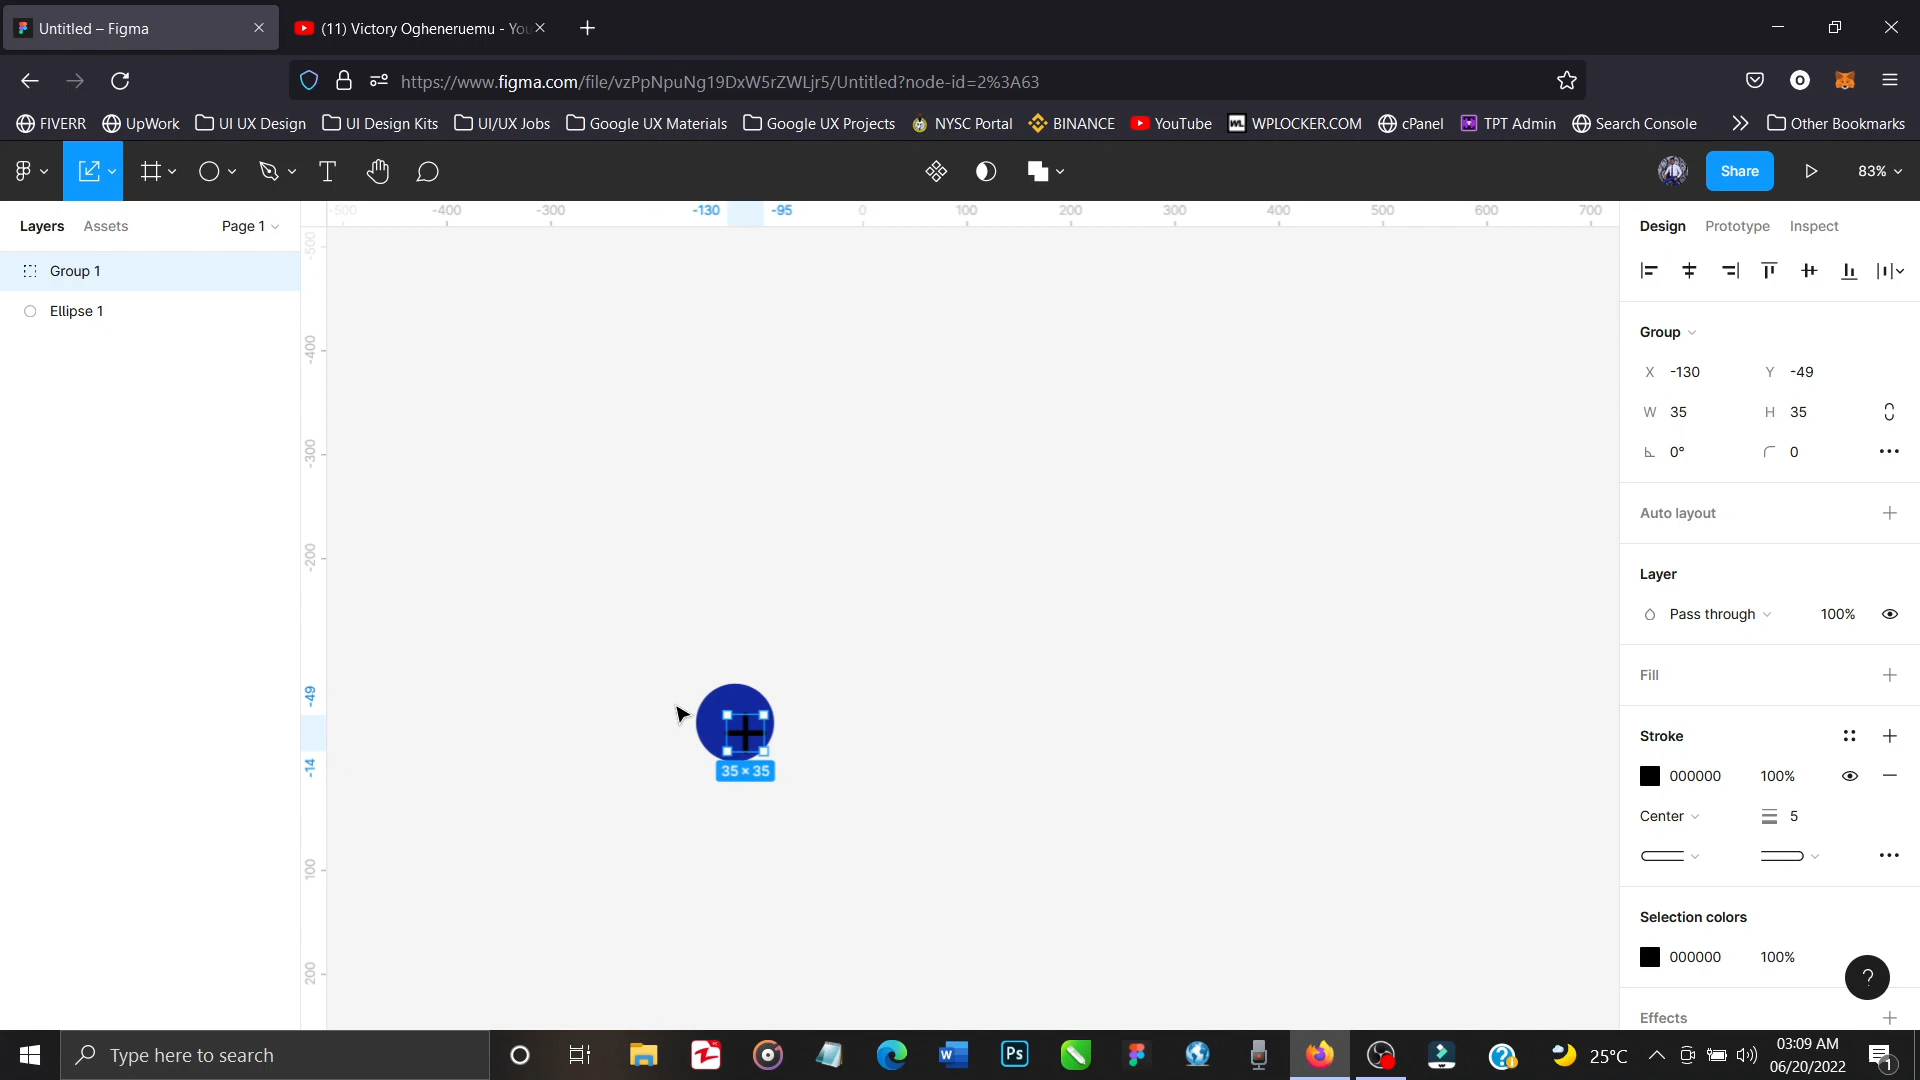 Untitled – Figma
(11) Victory Ogheneruemu - You
https://www.figma.com/file/vzPpNpuNg19DxW5rZWLjr5/Untitled?node-id=2%3A63
FIVERR UpWork UI UX Design UI Design Kits UI/UX Jobs Google UX Materials Google UX Projects NYSC Portal BINANCE YouTube WPLOCKER.COM cPanel TPT Admin Search Console Other Bookmarks
Share 83%
Layers Assets Page 1
-500 -400 -300 -130 -95 0 100 200 300 400 500 600 700
Design Prototype Inspect
Group 1
Ellipse 1
-500
-400
-300
-200
-49
-14
100
200
35 × 35
Group
X -130 Y -49
W 35 H 35
0° 0
Auto layout
Layer
Pass through 100%
Fill
Stroke
000000 100%
Center 5
Selection colors
000000 100%
?
Effects
Type here to search
25°C
03:09 AM
06/20/2022
1